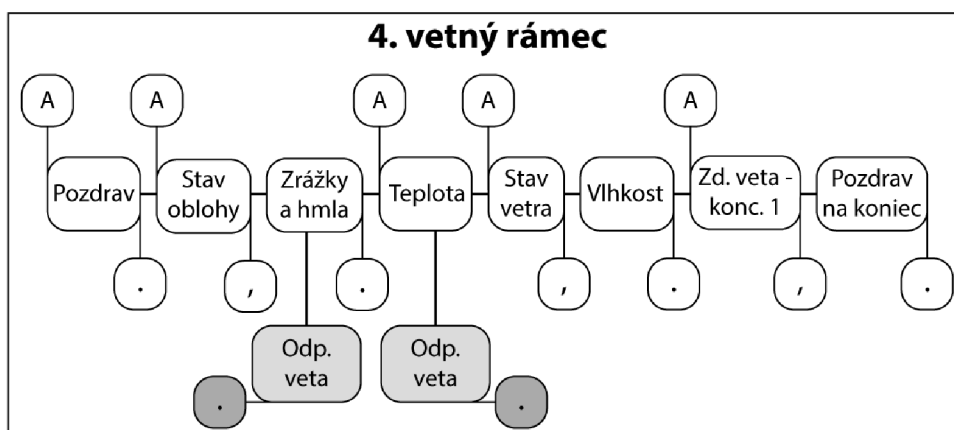 4. vetný rámec
A
A
A
A
A
Pozdrav
Stav
oblohy
Zrážky
a hmla
Teplota
Stav
vetra
Vlhkost
Zd. veta -
konc. 1
Pozdrav
na koniec
.
,
.
,
.
,
.
Odp.
veta
Odp.
veta
.
.